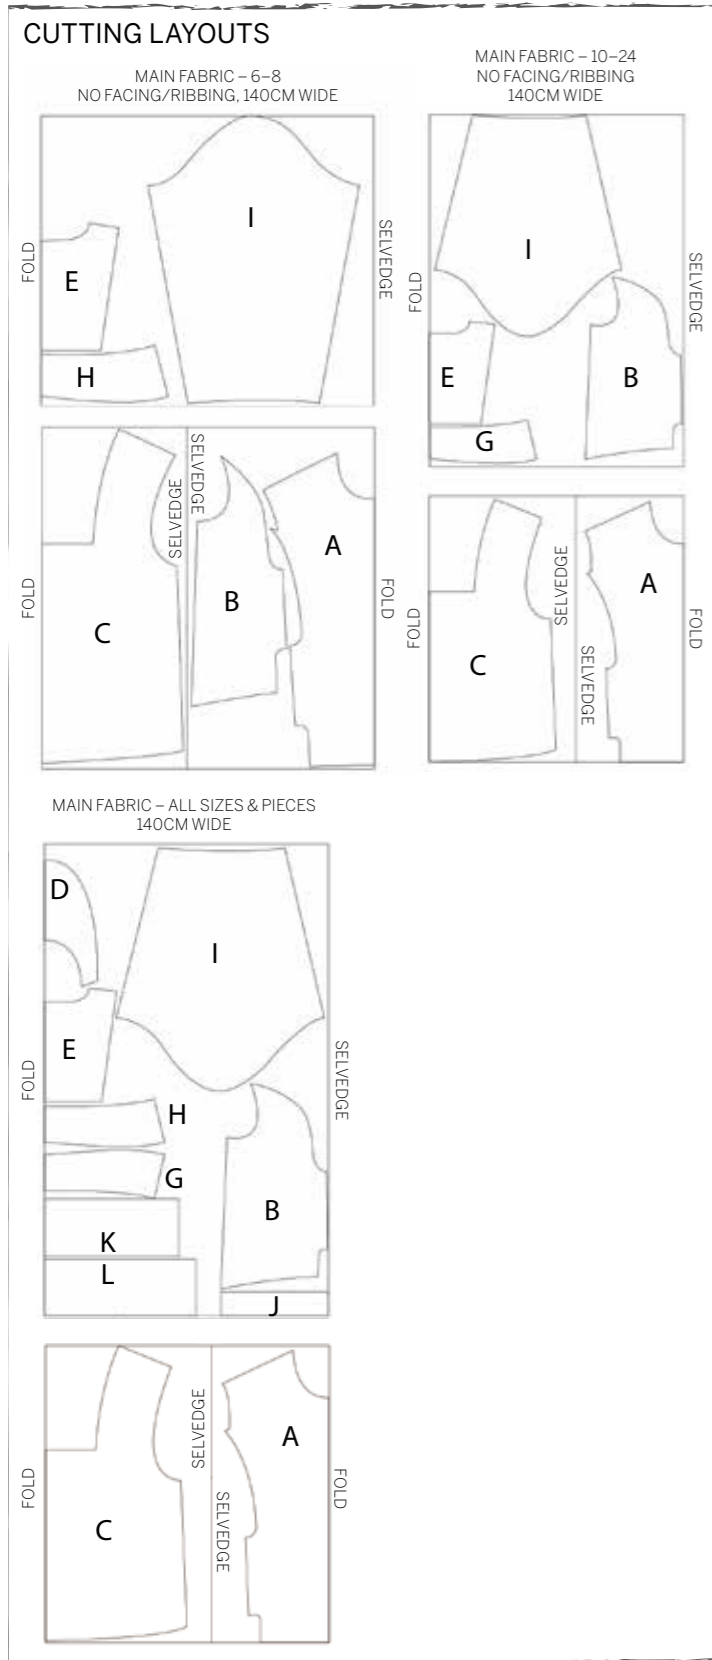 CUTTING LAYOUTS
MAIN FABRIC – 6–8
NO FACING/RIBBING, 140CM WIDE
FOLD
I
E
H
SELVEDGE
FOLD
C
SELVEDGE
SELVEDGE
B
A
FOLD
MAIN FABRIC – 10–24
NO FACING/RIBBING
140CM WIDE
FOLD
I
E
G
B
SELVEDGE
FOLD
C
SELVEDGE
SELVEDGE
A
FOLD
MAIN FABRIC – ALL SIZES & PIECES
140CM WIDE
FOLD
D
I
E
H
G
B
K
L
J
SELVEDGE
FOLD
C
SELVEDGE
SELVEDGE
A
FOLD